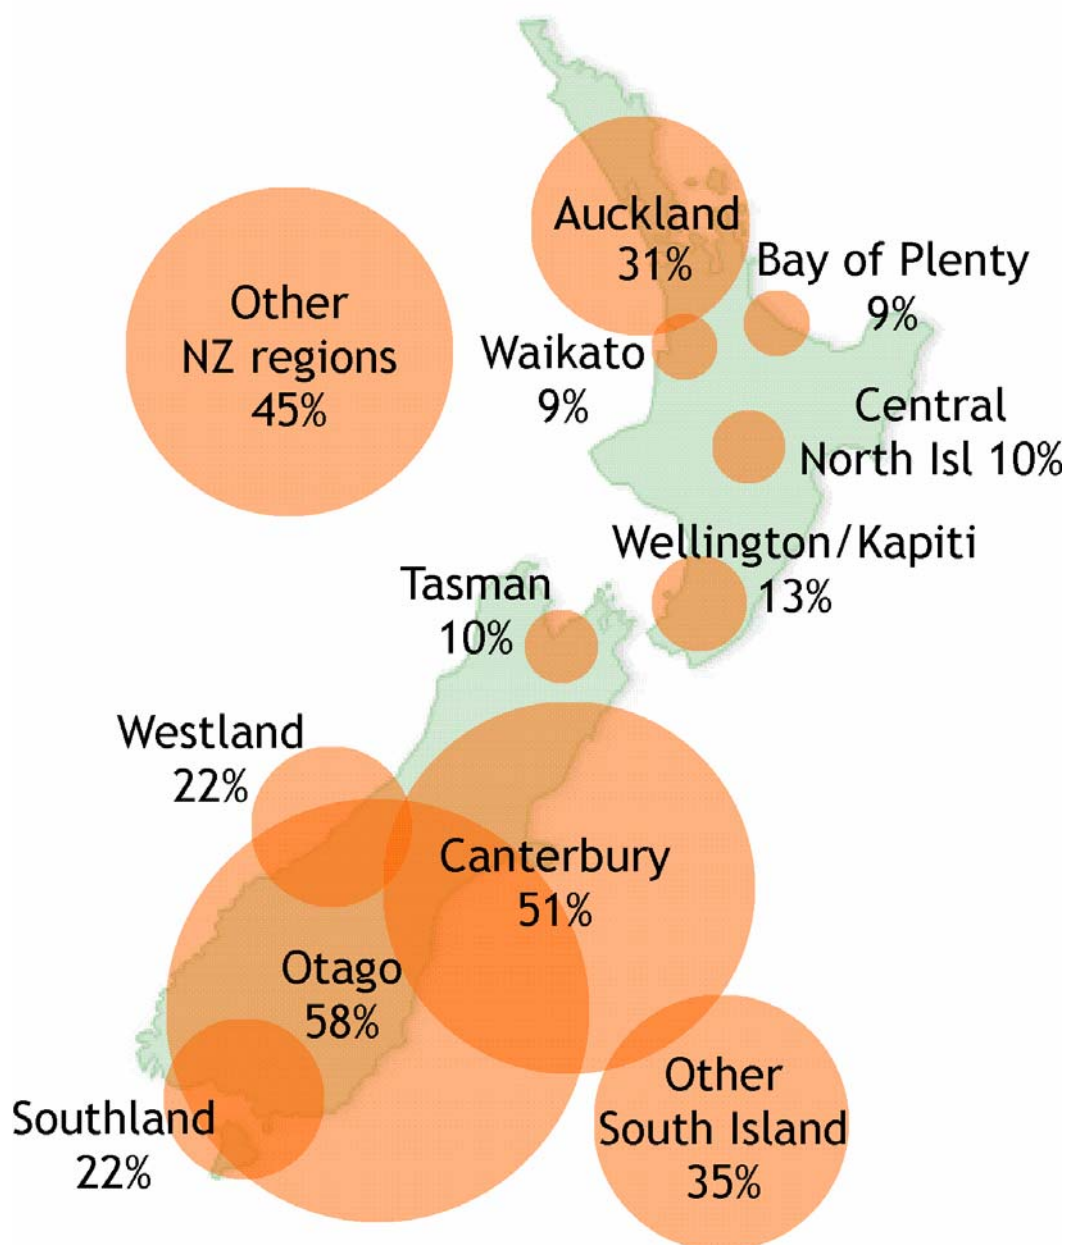 Auckland
31%
Bay of Plenty
9%
Other
NZ regions
45%
Waikato
9%
Central
North Isl 10%
Wellington/Kapiti
13%
Tasman
10%
Westland
22%
Canterbury
51%
Otago
58%
Other
South Island
35%
Southland
22%